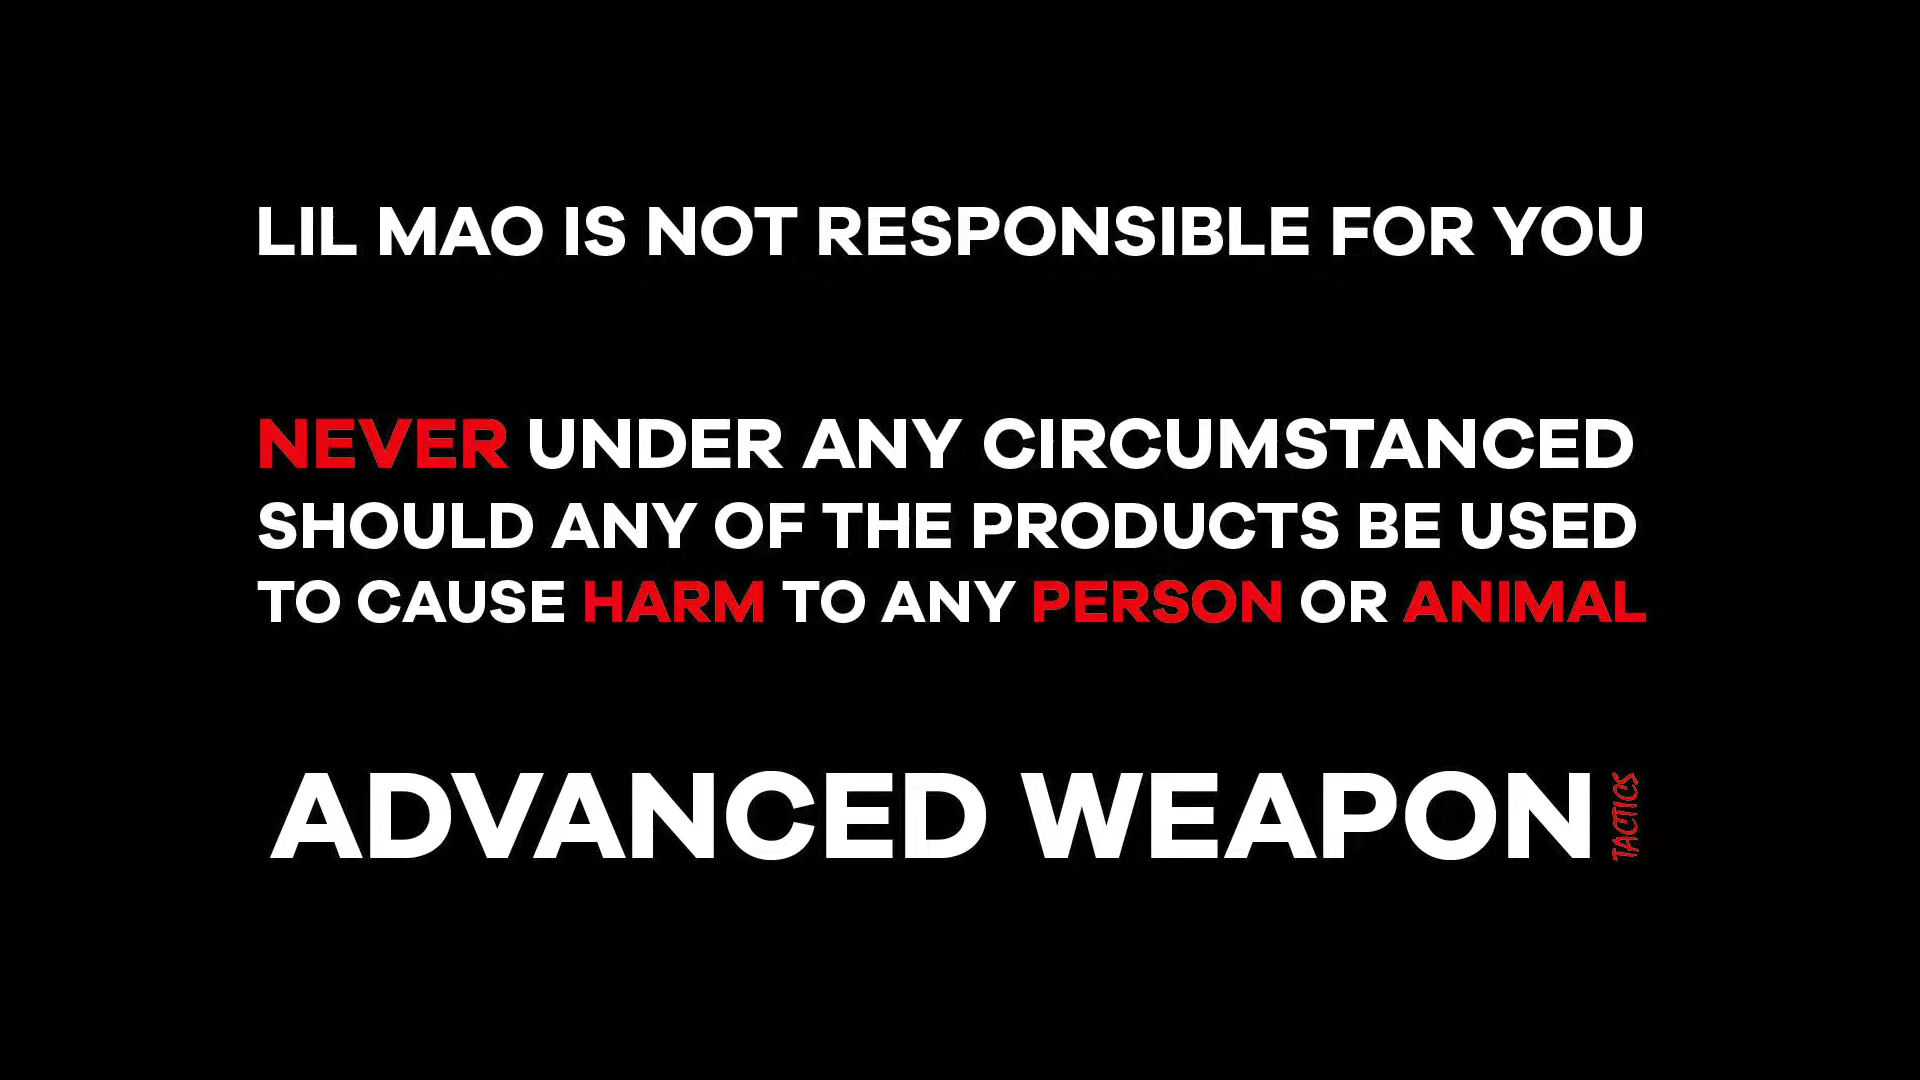 LIL MAO IS NOT RESPONSIBLE FOR YOU
NEVER UNDER ANY CIRCUMSTANCED
SHOULD ANY OF THE PRODUCTS BE USED
TO CAUSE HARM TO ANY PERSON OR ANIMAL
ADVANCED WEAPON
TACTICS